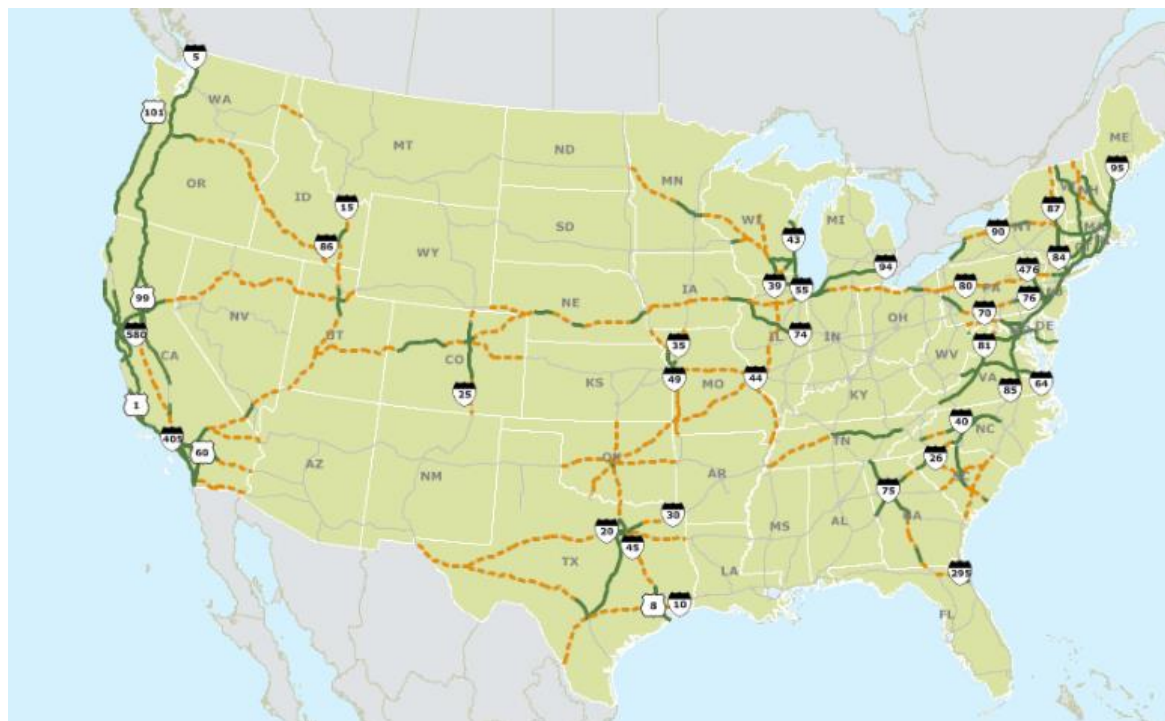 5
WA
101
MT
ND
ME
95
OR
MN
ID
15
VT
NH
87
WI
MI
90
NY
MA
43
SD
86
WY
84
94
476
99
39
55
80
PA
76
IA
NE
70
NV
OH
580
UT
IL
74
IN
DE
35
81
CA
CO
WV
KS
49
MO
44
VA
64
25
KY
85
1
405
40
60
TN
NC
OK
26
AZ
NM
AR
SC
75
30
GA
20
MS
AL
45
TX
LA
295
8
10
FL